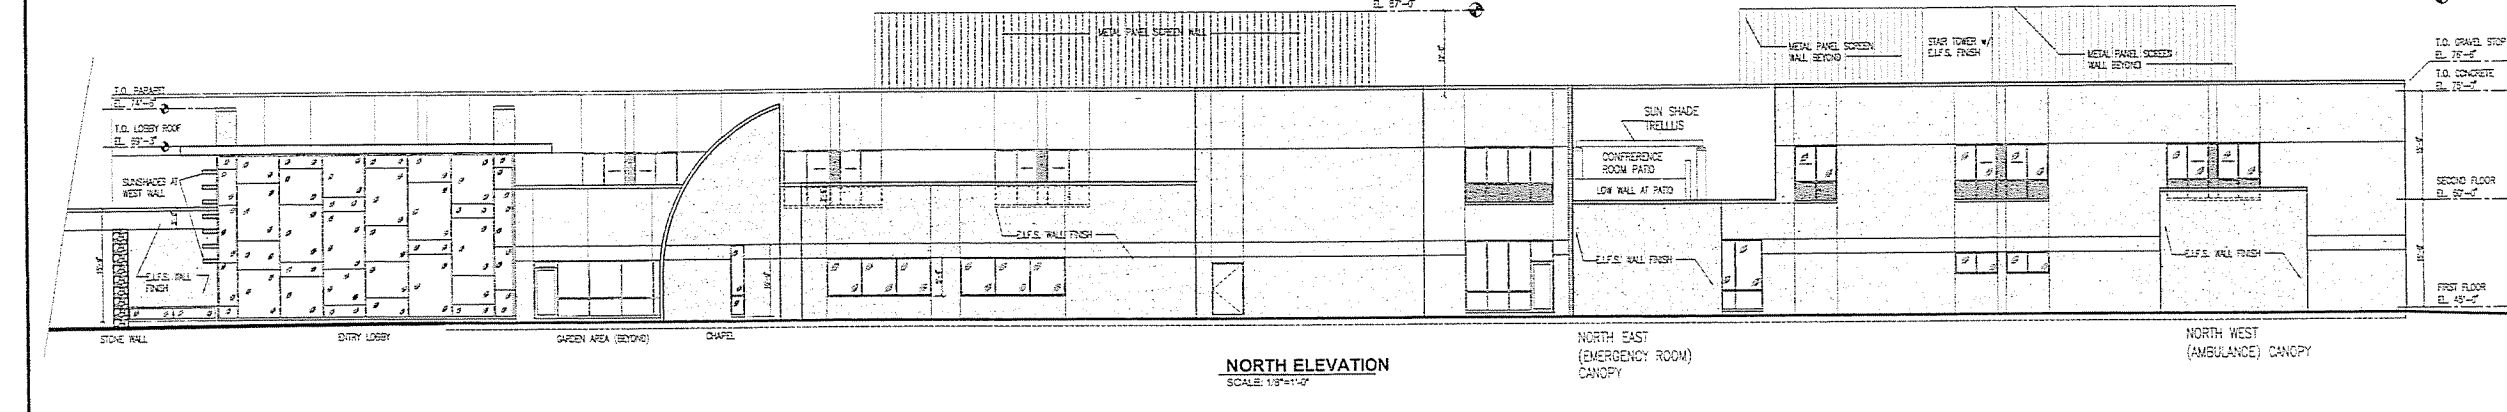 EL. 87'-0"
METAL PANEL SCREEN WALL
METAL PANEL SCREEN
WALL BEYOND
STAIR TOWER W/
E.I.F.S. FINISH
METAL PANEL SCREEN
WALL BEYOND
T.O. GRAVEL STOP
EL. 76'-6"
T.O. CONCRETE
EL. 75'-0"
T.O. PARAPET
EL. 74'-6"
T.O. LOBBY ROOF
EL. 69'-3"
SUNSHADES AT
WEST WALL
SUN SHADE
TRELLIS
CONFRERENCE
ROOM PATIO
LOW WALL AT PATIO
SECOND FLOOR
EL. 60'-0"
E.I.F.S. WALL
FINISH
E.I.F.S. WALL FINISH
E.I.F.S. WALL FINISH
E.I.F.S. WALL FINISH
FIRST FLOOR
EL. 45'-0"
STONE WALL
ENTRY LOBBY
GARDEN AREA (BEYOND)
CHAPEL
NORTH EAST
(EMERGENCY ROOM)
CANOPY
NORTH WEST
(AMBULANCE) CANOPY
NORTH ELEVATION
SCALE: 1/8"=1'-0"